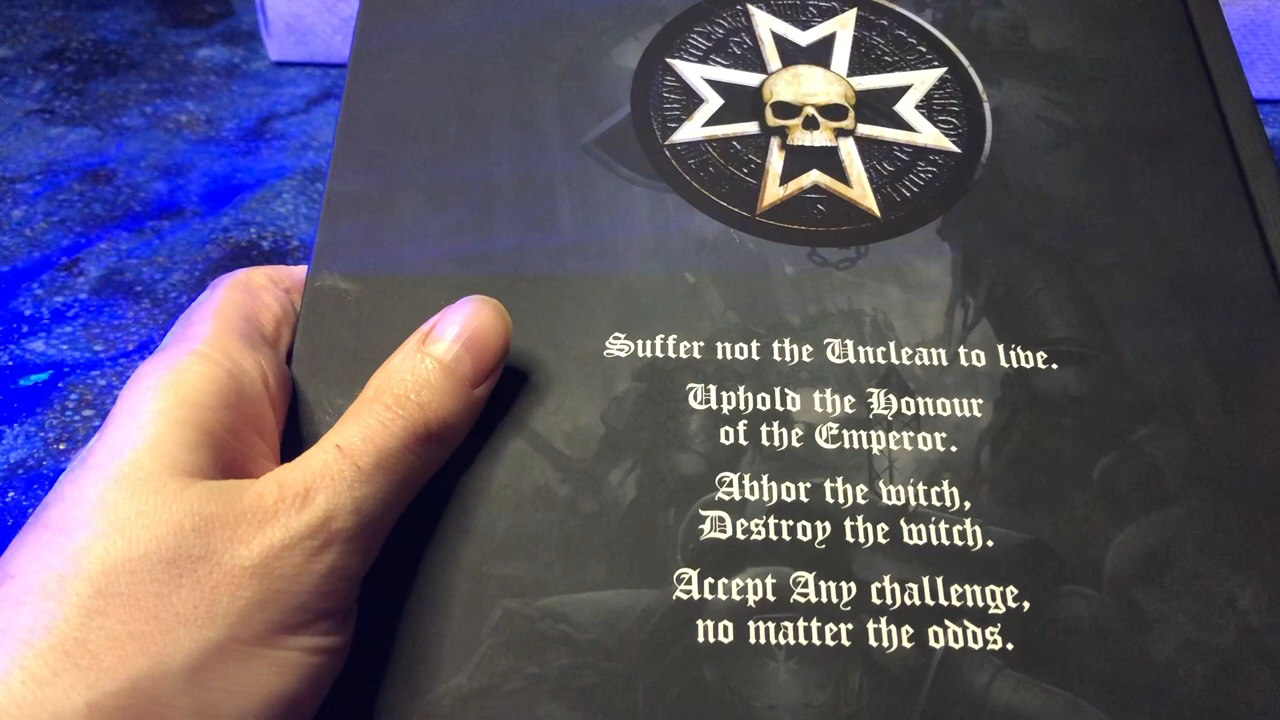 Suffer not the Unclean to live.
Uphold the Honour
of the Emperor.
Abhor the witch,
Destroy the witch.
Accept Any challenge,
no matter the odds.